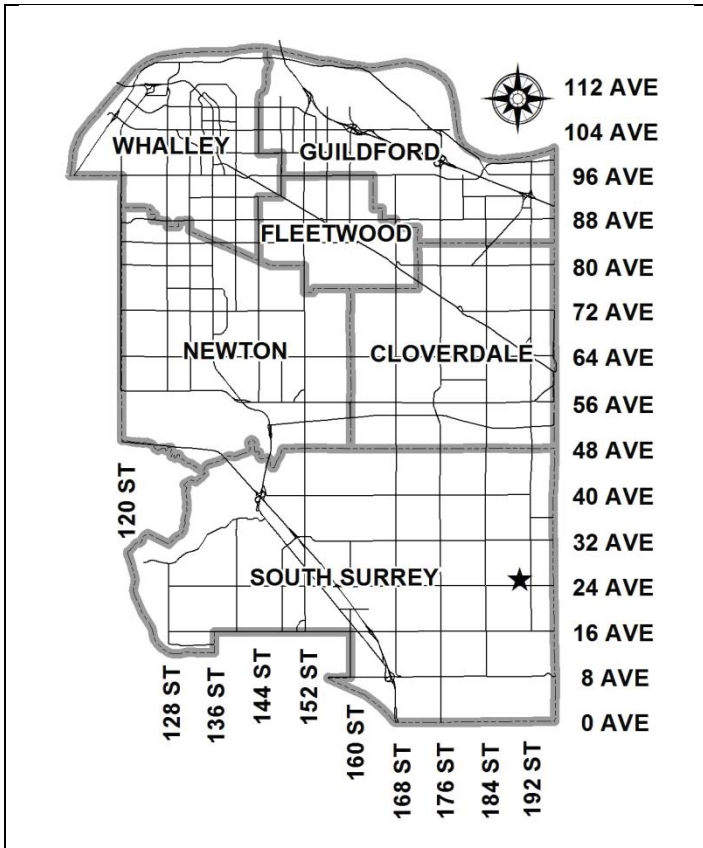 112 AVE
104 AVE
WHALLEY
GUILDFORD
96 AVE
88 AVE
FLEETWOOD
80 AVE
72 AVE
NEWTON
CLOVERDALE
64 AVE
56 AVE
48 AVE
120 ST
40 AVE
32 AVE
SOUTH SURREY
24 AVE
16 AVE
128 ST
136 ST
144 ST
152 ST
160 ST
168 ST
176 ST
184 ST
192 ST
8 AVE
0 AVE